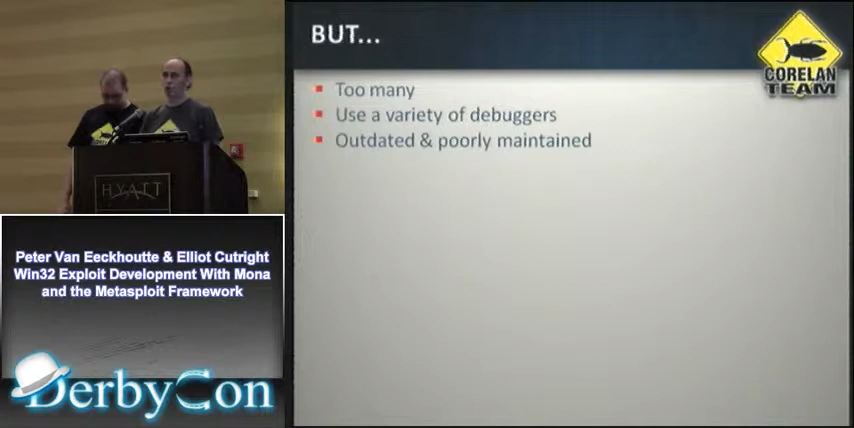 BUT...
Too many
Use a variety of debuggers
Outdated & poorly maintained
CORELAN
TEAM
HYATT
Peter Van Eeckhoutte & Elliot Cutright
Win32 Exploit Development With Mona
and the Metasploit Framework
DerbyCon